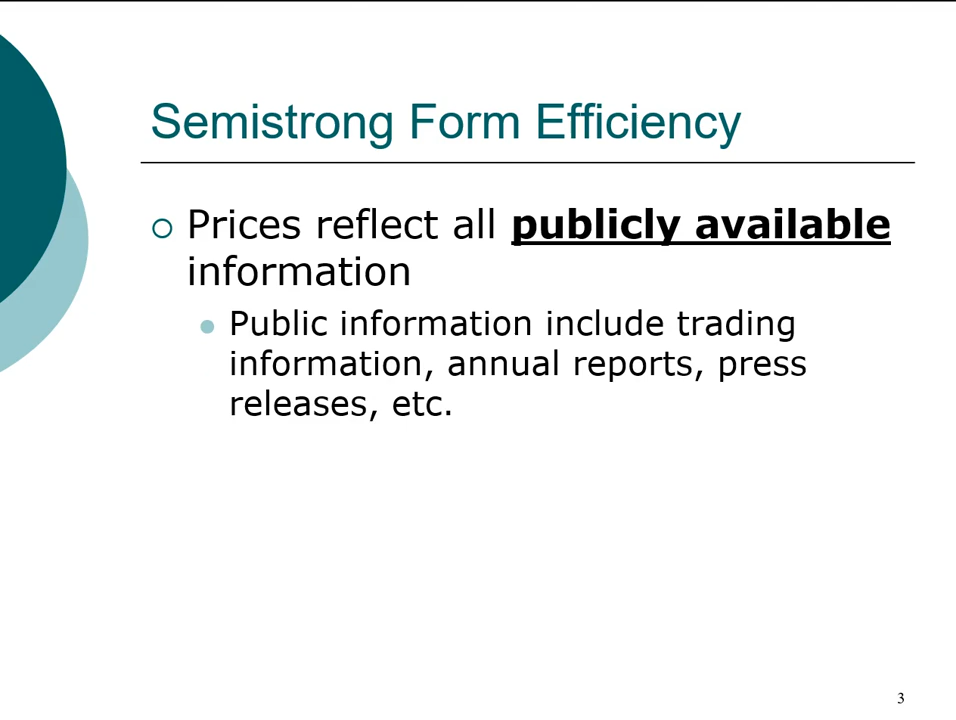 Semistrong Form Efficiency
Prices reflect all publicly available
information
Public information include trading
information, annual reports, press
releases, etc.
3